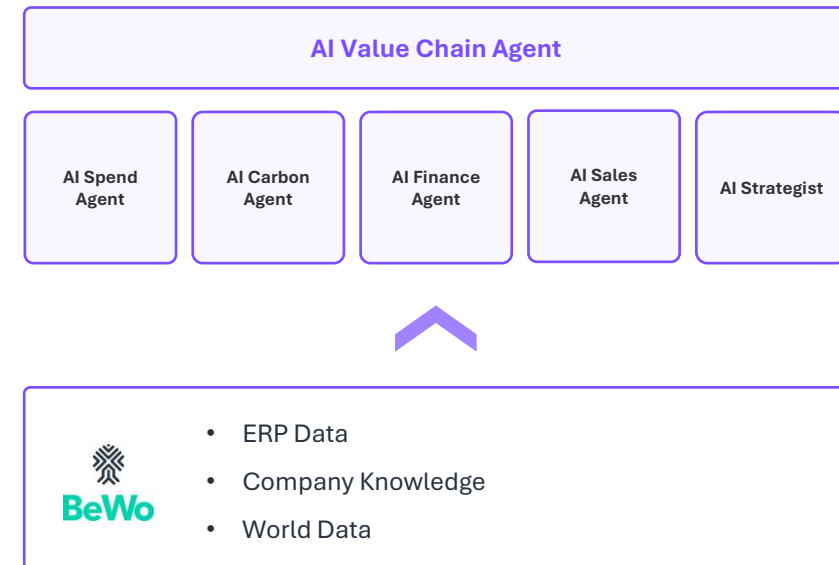 AI Value Chain Agent
AI Spend
Agent
AI Carbon
Agent
AI Finance
Agent
AI Sales
Agent
AI Strategist
BeWo
• ERP Data
• Company Knowledge
• World Data